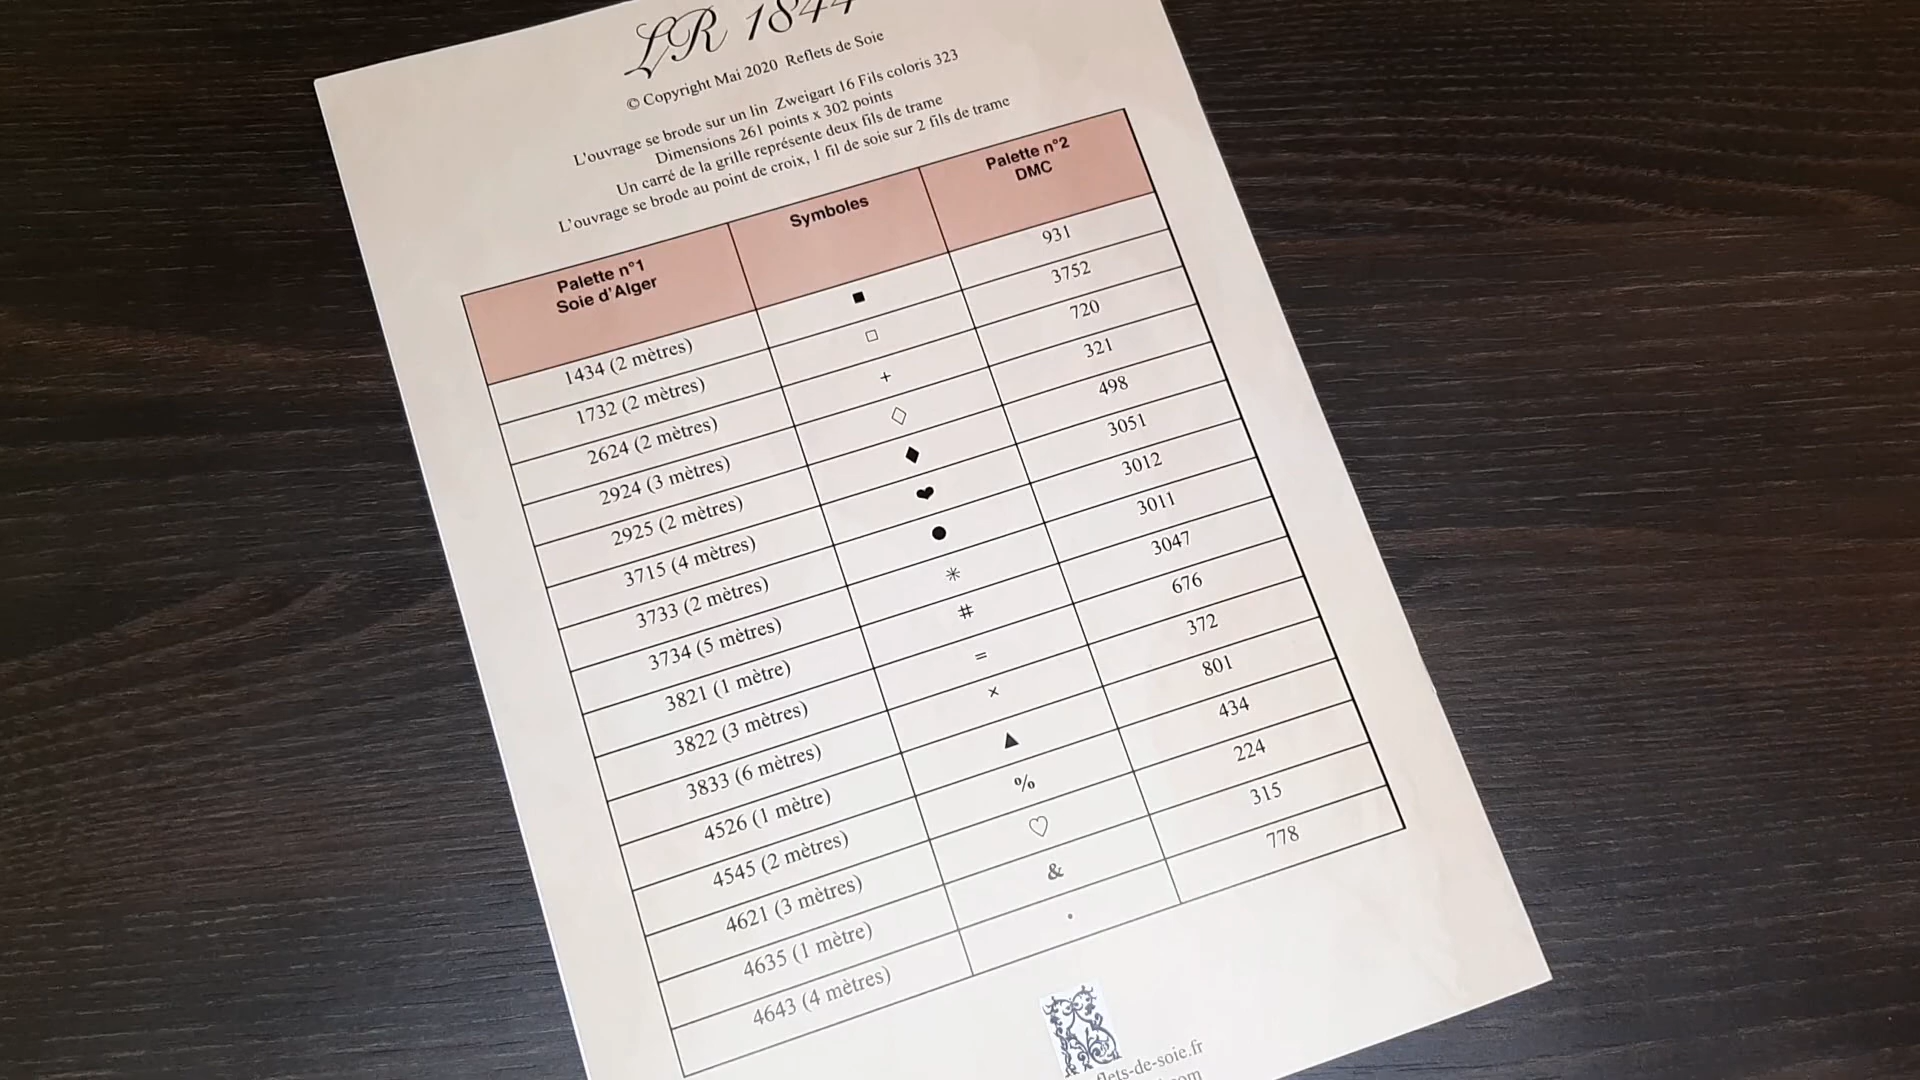 LR 1844
© Copyright Mai 2020 Reflets de Soie
L'ouvrage se brode sur un lin Zweigart 16 Fils coloris 323
Dimensions 261 points x 302 points
Un carré de la grille représente deux fils de trame
L'ouvrage se brode au point de croix, 1 fil de soie sur 2 fils de trame
Palette n°1 Soie d'Alger Symboles Palette n°2 DMC
1434 (2 mètres) ■ 931
1732 (2 mètres) □ 3752
2624 (2 mètres) + 720
2924 (3 mètres) ◇ 321
2925 (2 mètres) ♦ 498
3715 (4 mètres) ❤ 3051
3733 (2 mètres) ● 3012
3734 (5 mètres) ✳ 3011
3821 (1 mètre) # 3047
3822 (3 mètres) = 676
3833 (6 mètres) × 372
4526 (1 mètre) ▲ 801
4545 (2 mètres) % 434
4621 (3 mètres) ♡ 224
4635 (1 mètre) & 315
4643 (4 mètres) • 778
flets-de-soie.fr